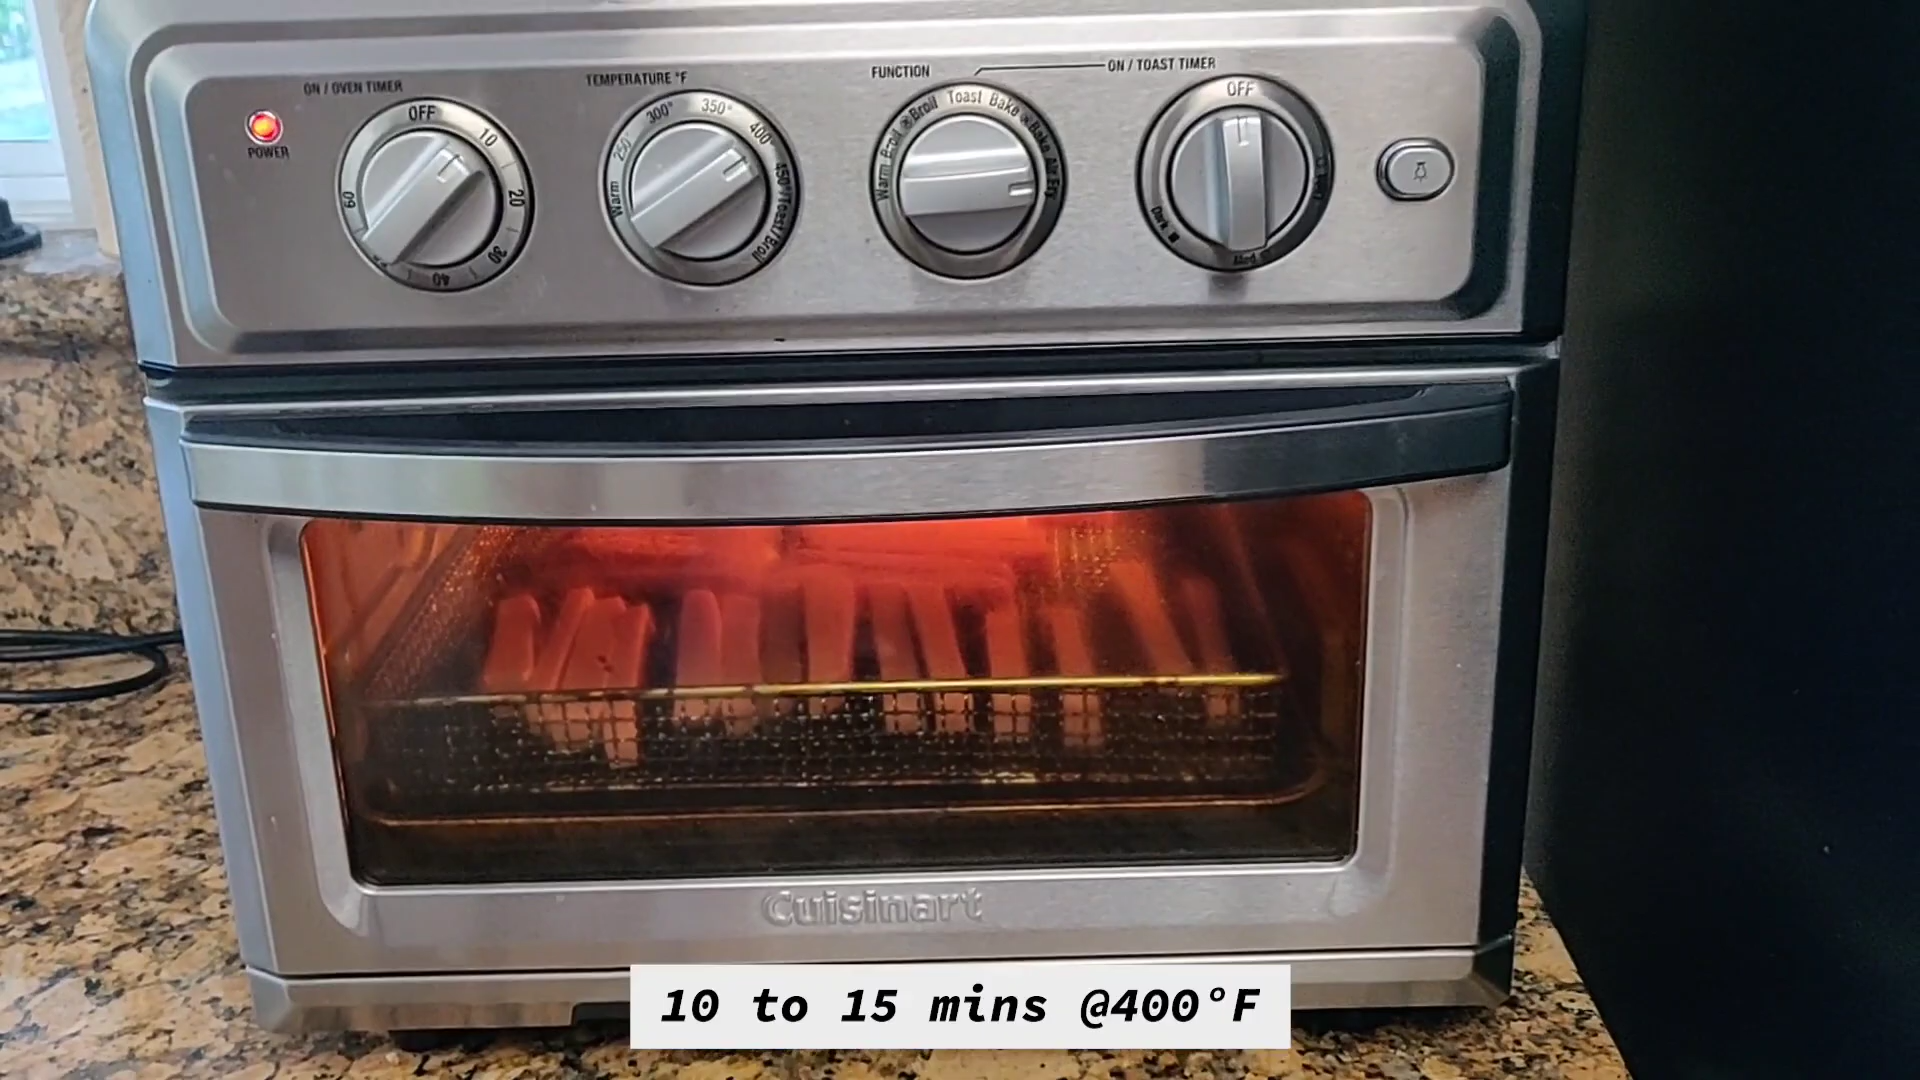 ON / OVEN TIMER
TEMPERATURE °F
FUNCTION
ON / TOAST TIMER
POWER
OFF
10
20
30
40
60
Warm
250
300°
350°
400°
450°/Toast/Broil
Warm
Broil
Broil
Toast
Bake
Bake
Air Fry
OFF
Med
Dark
Cuisinart
10 to 15 mins @400°F